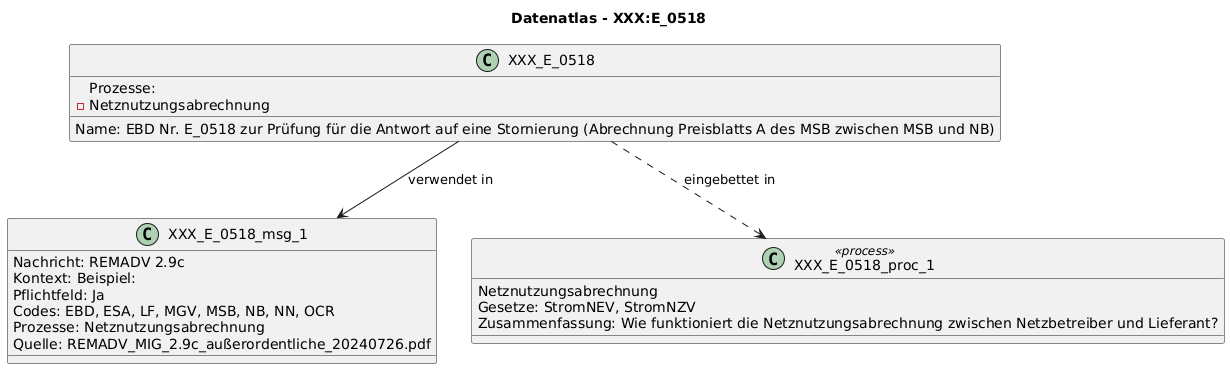 Datenatlas - XXX:E_0518
C XXX_E_0518
Prozesse:
Netznutzungsabrechnung
Name: EBD Nr. E_0518 zur Prüfung für die Antwort auf eine Stornierung (Abrechnung Preisblatts A des MSB zwischen MSB und NB)
verwendet in
eingebettet in
C XXX_E_0518_msg_1
Nachricht: REMADV 2.9c
Kontext: Beispiel:
Pflichtfeld: Ja
Codes: EBD, ESA, LF, MGV, MSB, NB, NN, OCR
Prozesse: Netznutzungsabrechnung
Quelle: REMADV_MIG_2.9c_außerordentliche_20240726.pdf
«process»
C XXX_E_0518_proc_1
Netznutzungsabrechnung
Gesetze: StromNEV, StromNZV
Zusammenfassung: Wie funktioniert die Netznutzungsabrechnung zwischen Netzbetreiber und Lieferant?